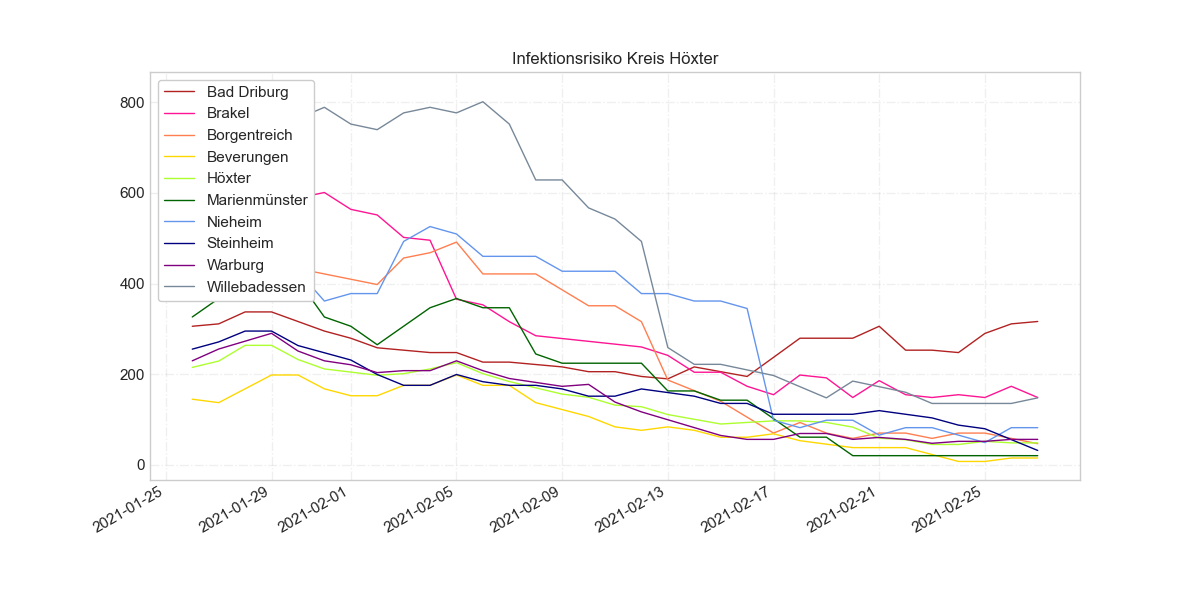 Infektionsrisiko Kreis Höxter
Bad Driburg
Brakel
Borgentreich
Beverungen
Höxter
Marienmünster
Nieheim
Steinheim
Warburg
Willebadessen
800
600
400
200
0
2021-01-25
2021-01-29
2021-02-01
2021-02-05
2021-02-09
2021-02-13
2021-02-17
2021-02-21
2021-02-25